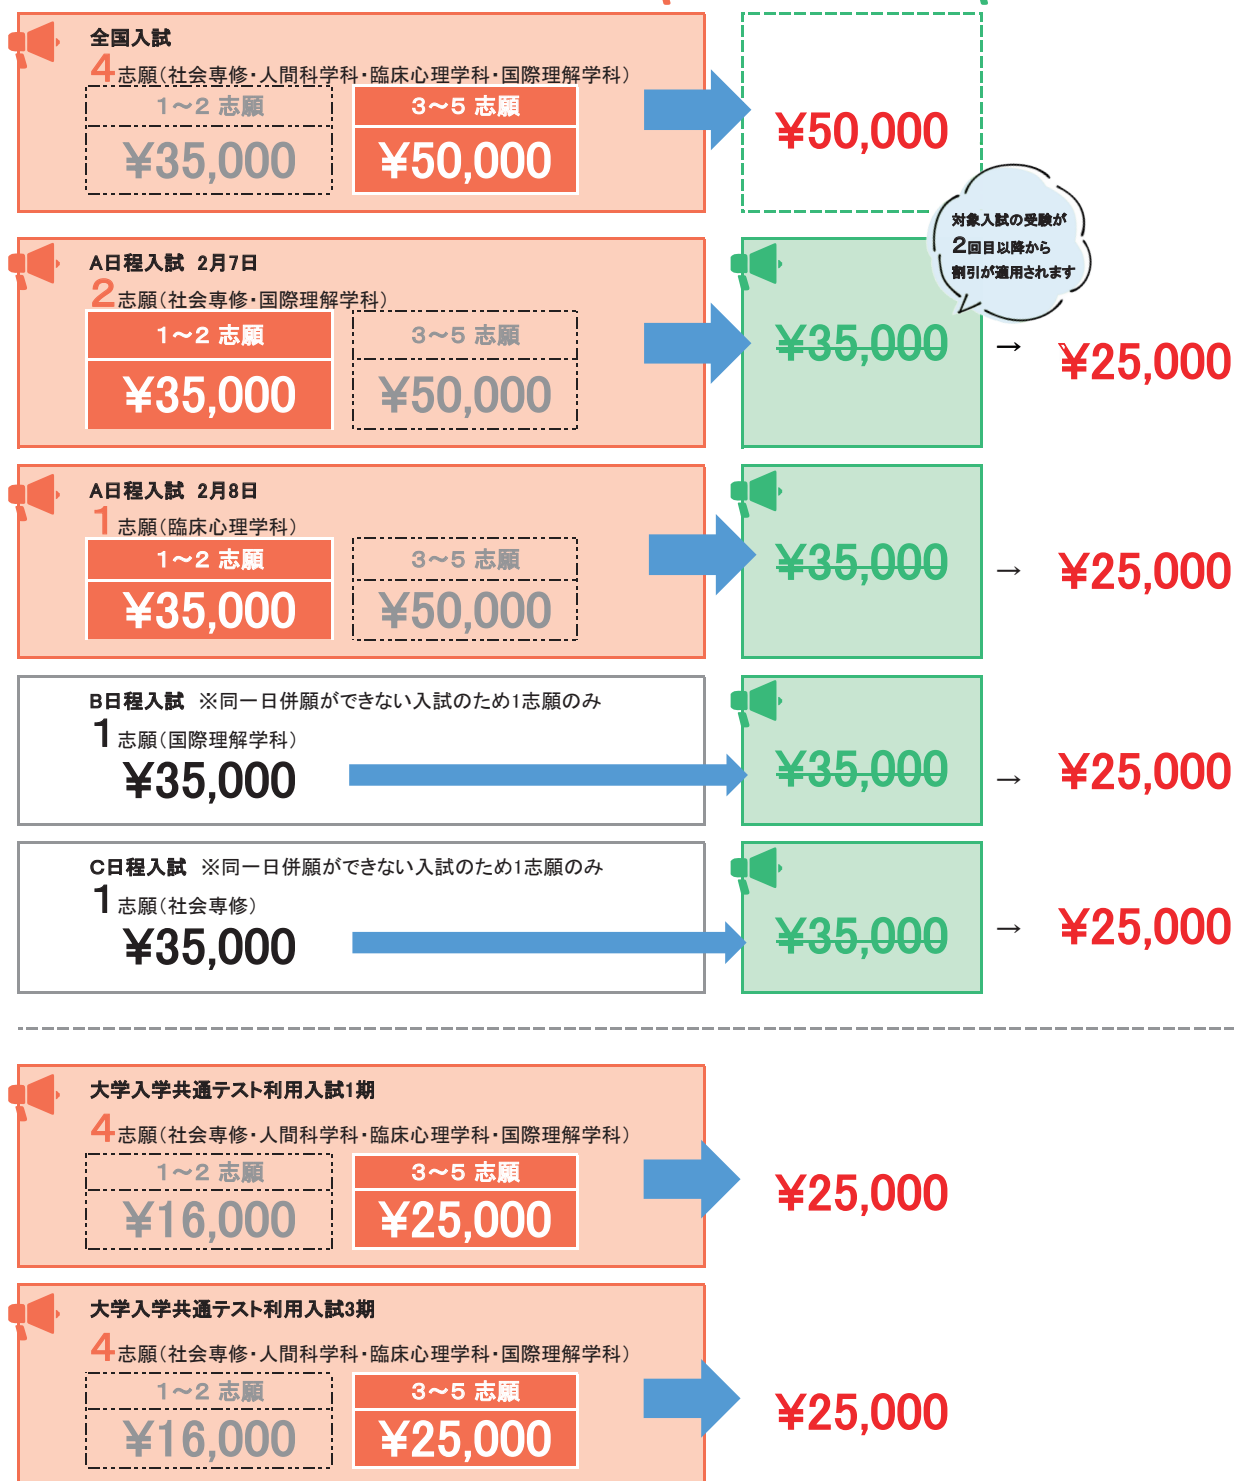 全国入試
4志願(社会専修・人間科学科・臨床心理学科・国際理解学科)
1～2 志願 3～5 志願
¥35,000 ¥50,000
¥50,000
対象入試の受験が
2回目以降から
割引が適用されます
A日程入試 2月7日
2志願(社会専修・国際理解学科)
1～2 志願 3～5 志願
¥35,000 ¥50,000
¥35,000 → ¥25,000
A日程入試 2月8日
1志願(臨床心理学科)
1～2 志願 3～5 志願
¥35,000 ¥50,000
¥35,000 → ¥25,000
B日程入試 ※同一日併願ができない入試のため1志願のみ
1志願(国際理解学科)
¥35,000
¥35,000 → ¥25,000
C日程入試 ※同一日併願ができない入試のため1志願のみ
1志願(社会専修)
¥35,000
¥35,000 → ¥25,000
大学入学共通テスト利用入試1期
4志願(社会専修・人間科学科・臨床心理学科・国際理解学科)
1～2 志願 3～5 志願
¥16,000 ¥25,000
¥25,000
大学入学共通テスト利用入試3期
4志願(社会専修・人間科学科・臨床心理学科・国際理解学科)
1～2 志願 3～5 志願
¥16,000 ¥25,000
¥25,000